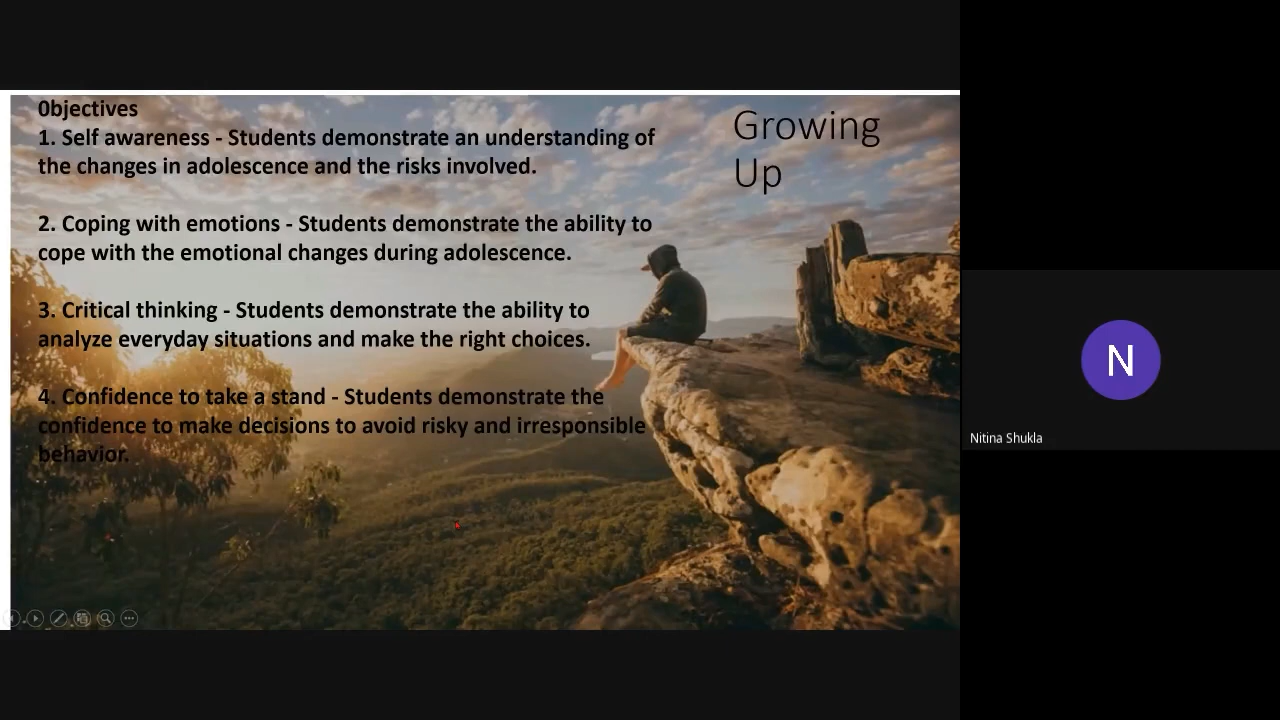 0bjectives
1. Self awareness - Students demonstrate an understanding of
the changes in adolescence and the risks involved.
2. Coping with emotions - Students demonstrate the ability to
cope with the emotional changes during adolescence.
3. Critical thinking - Students demonstrate the ability to
analyze everyday situations and make the right choices.
4. Confidence to take a stand - Students demonstrate the
confidence to make decisions to avoid risky and irresponsible
behavior.
Growing
Up
N
Nitina Shukla